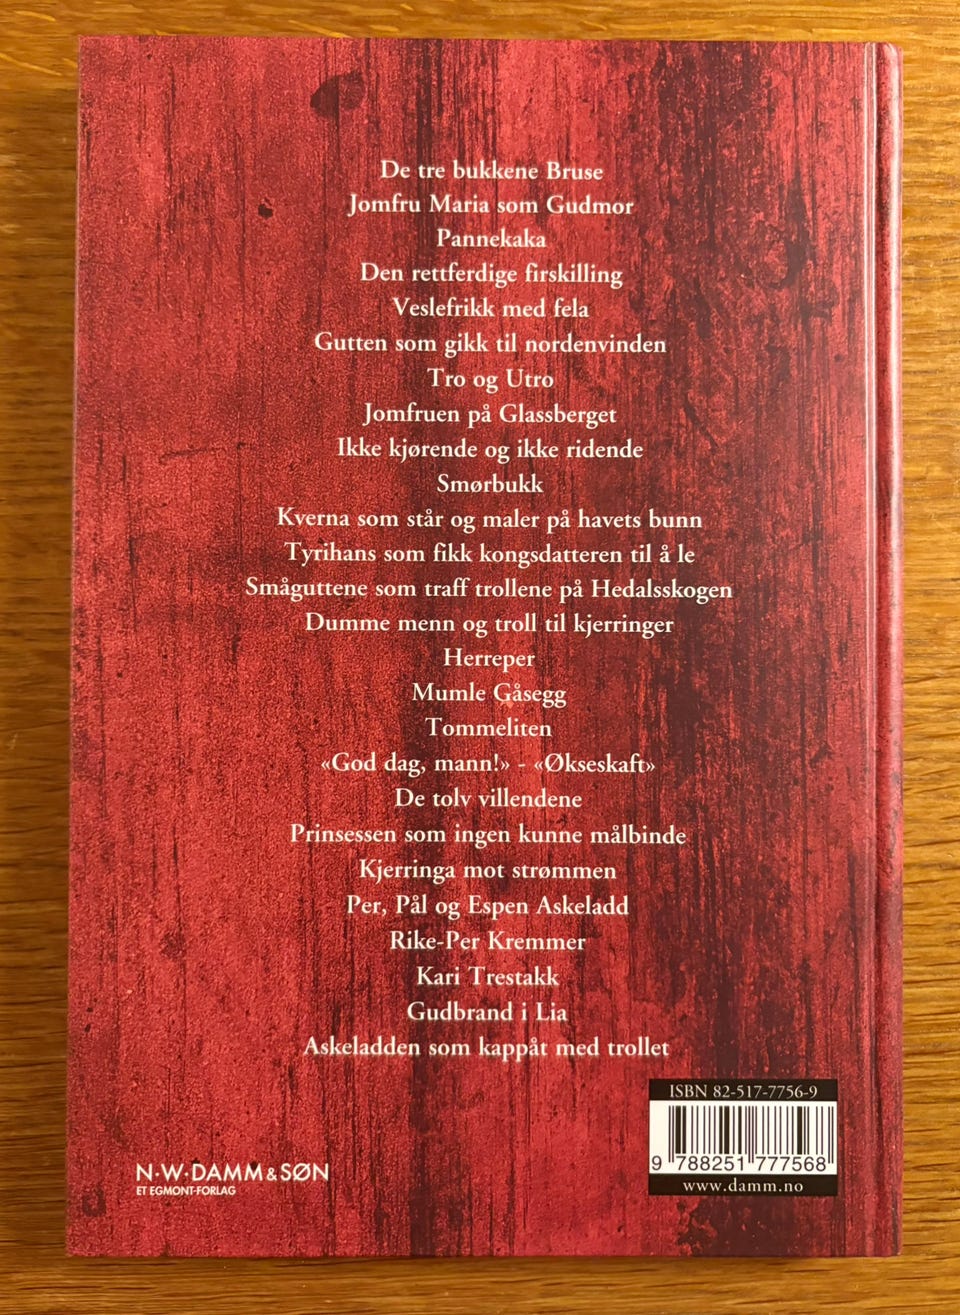 De tre bukkene Bruse
Jomfru Maria som Gudmor
Pannekaka
Den rettferdige firskilling
Veslefrikk med fela
Gutten som gikk til nordenvinden
Tro og Utro
Jomfruen på Glassberget
Ikke kjørende og ikke ridende
Smørbukk
Kverna som står og maler på havets bunn
Tyrihans som fikk kongsdatteren til å le
Småguttene som traff trollene på Hedalsskogen
Dumme menn og troll til kjerringer
Herreper
Mumle Gåsegg
Tommeliten
«God dag, mann!» - «Økseskaft»
De tolv villendene
Prinsessen som ingen kunne målbinde
Kjerringa mot strømmen
Per, Pål og Espen Askeladd
Rike-Per Kremmer
Kari Trestakk
Gudbrand i Lia
Askeladden som kappåt med trollet
ISBN 82-517-7756-9
9 788251 777568
www.damm.no
N·W·DAMM & SØN
ET EGMONT-FORLAG